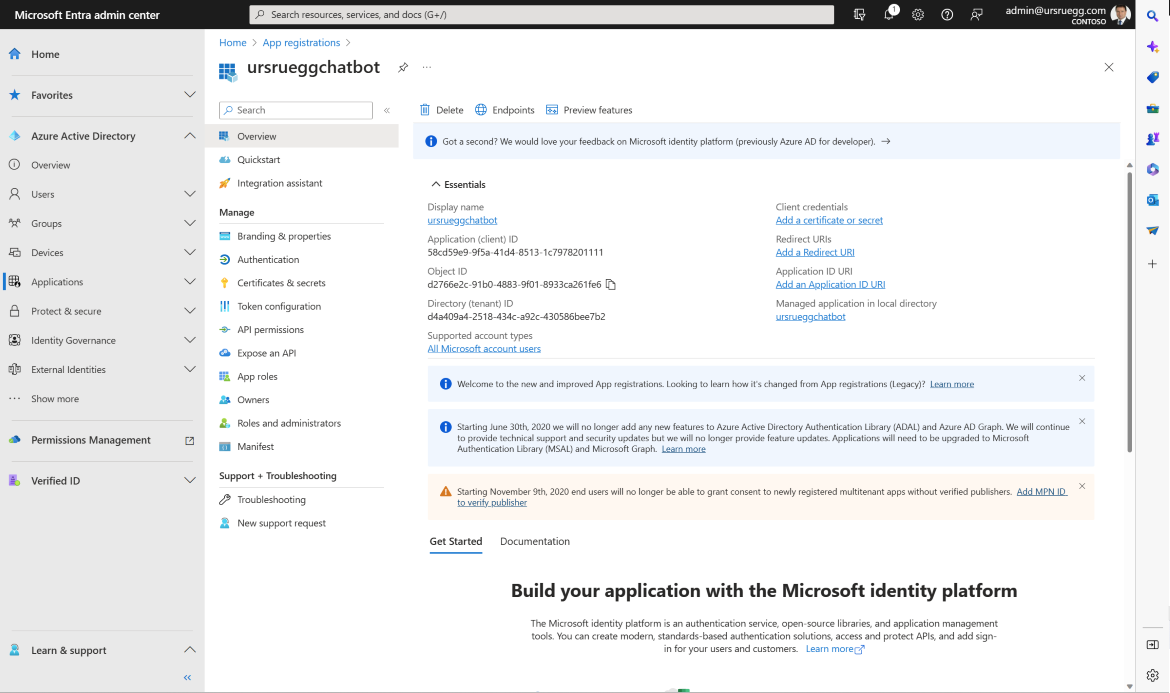 Microsoft Entra admin center
Search resources, services, and docs (G+/)
1
admin@ursruegg.com
CONTOSO
Home
Favorites
Azure Active Directory
Overview
Users
Groups
Devices
Applications
Protect & secure
Identity Governance
External Identities
Show more
Permissions Management
Verified ID
Learn & support
Home > App registrations >
ursrueggchatbot
Search
Overview
Quickstart
Integration assistant
Manage
Branding & properties
Authentication
Certificates & secrets
Token configuration
API permissions
Expose an API
App roles
Owners
Roles and administrators
Manifest
Support + Troubleshooting
Troubleshooting
New support request
Delete
Endpoints
Preview features
Got a second? We would love your feedback on Microsoft identity platform (previously Azure AD for developer). →
Essentials
Display name
ursrueggchatbot
Application (client) ID
58cd59e9-9f5a-41d4-8513-1c7978201111
Object ID
d2766e2c-91b0-4883-9f01-8933ca261fe6
Directory (tenant) ID
d4a409a4-2518-434c-a92c-430586bee7b2
Supported account types
All Microsoft account users
Client credentials
Add a certificate or secret
Redirect URIs
Add a Redirect URI
Application ID URI
Add an Application ID URI
Managed application in local directory
ursrueggchatbot
Welcome to the new and improved App registrations. Looking to learn how it's changed from App registrations (Legacy)? Learn more
Starting June 30th, 2020 we will no longer add any new features to Azure Active Directory Authentication Library (ADAL) and Azure AD Graph. We will continue
to provide technical support and security updates but we will no longer provide feature updates. Applications will need to be upgraded to Microsoft
Authentication Library (MSAL) and Microsoft Graph. Learn more
Starting November 9th, 2020 end users will no longer be able to grant consent to newly registered multitenant apps without verified publishers. Add MPN ID
to verify publisher
Get Started
Documentation
Build your application with the Microsoft identity platform
The Microsoft identity platform is an authentication service, open-source libraries, and application management
tools. You can create modern, standards-based authentication solutions, access and protect APIs, and add sign-
in for your users and customers. Learn more